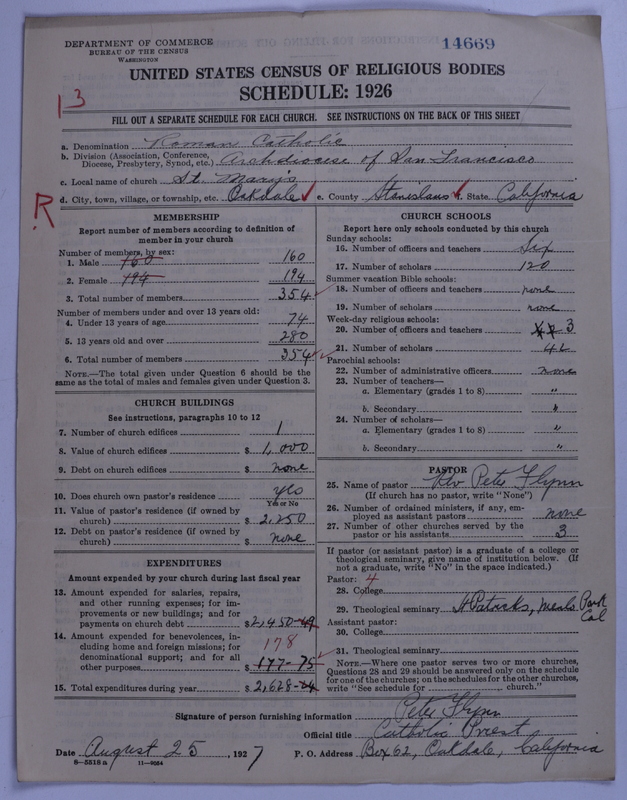 DEPARTMENT OF COMMERCE
BUREAU OF THE CENSUS
WASHINGTON
14669
UNITED STATES CENSUS OF RELIGIOUS BODIES
SCHEDULE: 1926
13
FILL OUT A SEPARATE SCHEDULE FOR EACH CHURCH. SEE INSTRUCTIONS ON THE BACK OF THIS SHEET
a. Denomination Roman Catholic
b. Division (Association, Conference, Diocese, Presbytery, Synod, etc.) Archdiocese of San Francisco
c. Local name of church St. Mary's
R
d. City, town, village, or township, etc. Oakdale e. County Stanislaus f. State California
MEMBERSHIP
Report number of members according to definition of member in your church
Number of members, by sex:
1. Male 160 160
2. Female 194 194
3. Total number of members 354
Number of members under and over 13 years old:
4. Under 13 years of age 74
5. 13 years old and over 280
6. Total number of members 354
NOTE.—The total given under Question 6 should be the same as the total of males and females given under Question 3.
CHURCH BUILDINGS
See instructions, paragraphs 10 to 12
7. Number of church edifices 1
8. Value of church edifices $ 1,000
9. Debt on church edifices $ none
10. Does church own pastor's residence yes
Yes or No
11. Value of pastor's residence (if owned by church) $ 2,250
12. Debt on pastor's residence (if owned by church) $ none
EXPENDITURES
Amount expended by your church during last fiscal year
13. Amount expended for salaries, repairs, and other running expenses; for improvements or new buildings; and for payments on church debt $ 2,450-49
178
14. Amount expended for benevolences, including home and foreign missions; for denominational support; and for all other purposes $ 177-75
15. Total expenditures during year $ 2,628-24
CHURCH SCHOOLS
Report here only schools conducted by this church
Sunday schools:
16. Number of officers and teachers Six
17. Number of scholars 120
Summer vacation Bible schools:
18. Number of officers and teachers none
19. Number of scholars none
Week-day religious schools:
20. Number of officers and teachers 3
21. Number of scholars 42
Parochial schools:
22. Number of administrative officers none
23. Number of teachers—
a. Elementary (grades 1 to 8) "
b. Secondary "
24. Number of scholars—
a. Elementary (grades 1 to 8) "
b. Secondary "
PASTOR
25. Name of pastor Rev Peter Flynn
(If church has no pastor, write "None")
26. Number of ordained ministers, if any, employed as assistant pastors none
27. Number of other churches served by the pastor or his assistants 3
If pastor (or assistant pastor) is a graduate of a college or theological seminary, give name of institution below. (If not a graduate, write "No" in the space indicated.)
Pastor: 4
28. College
29. Theological seminary St Patricks, Menlo Park Cal
Assistant pastor:
30. College
31. Theological seminary
NOTE.—Where one pastor serves two or more churches, Questions 28 and 29 should be answered only on the schedule for one of the churches; on the schedules for the other churches, write "See schedule for church."
Signature of person furnishing information Peter Flynn
Official title Catholic Priest
Date August 25, 1927 P. O. Address Box 62, Oakdale, California
8—5518 a 11—9054